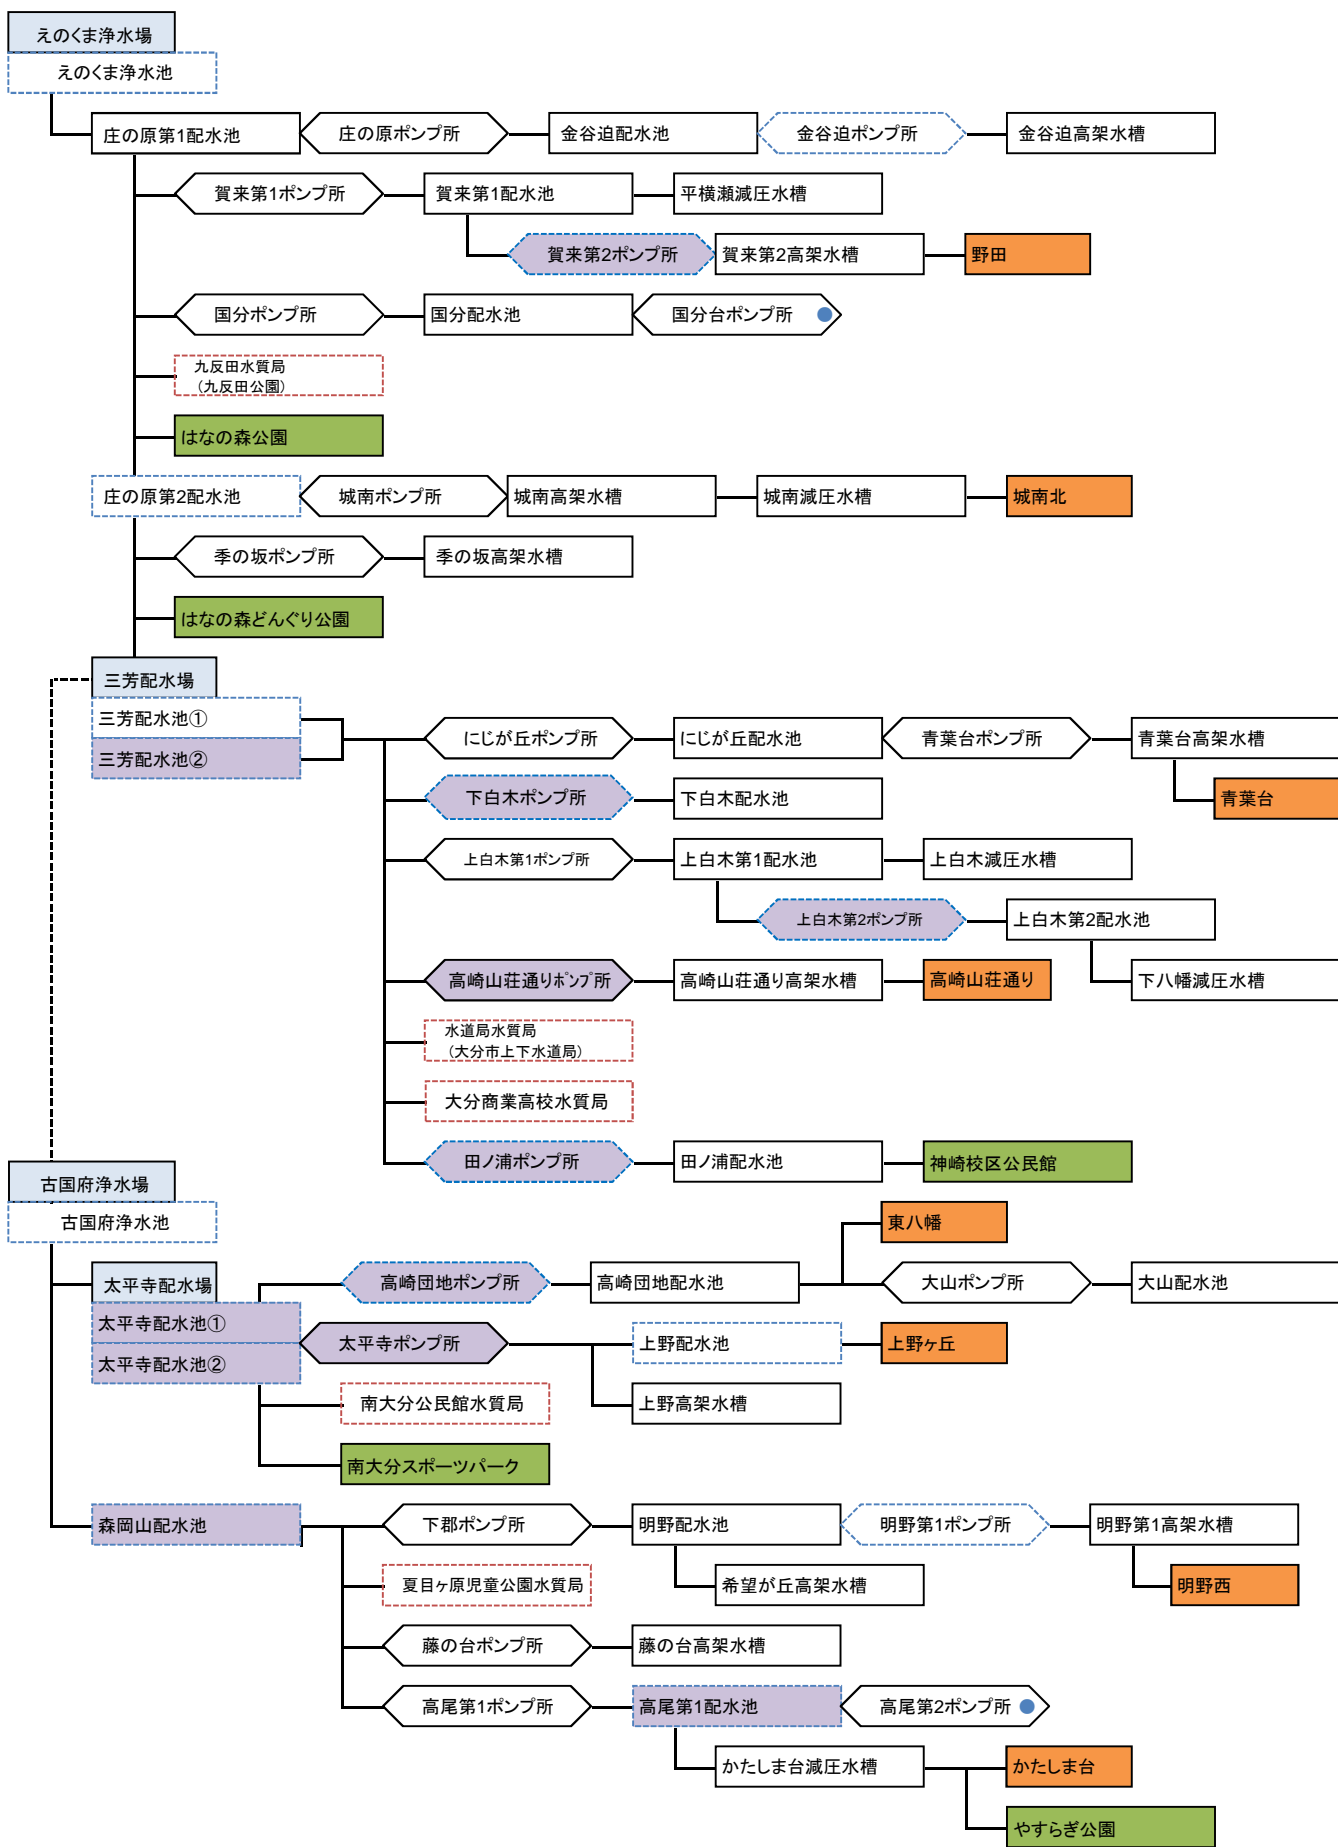 えのくま浄水場
えのくま浄水池
庄の原第1配水池
庄の原ポンプ所
金谷迫配水池
金谷迫ポンプ所
金谷迫高架水槽
賀来第1ポンプ所
賀来第1配水池
平横瀬減圧水槽
賀来第2ポンプ所
賀来第2高架水槽
野田
国分ポンプ所
国分配水池
国分台ポンプ所
九反田水質局
（九反田公園）
はなの森公園
庄の原第2配水池
城南ポンプ所
城南高架水槽
城南減圧水槽
城南北
季の坂ポンプ所
季の坂高架水槽
はなの森どんぐり公園
三芳配水場
三芳配水池①
三芳配水池②
にじが丘ポンプ所
にじが丘配水池
青葉台ポンプ所
青葉台高架水槽
下白木ポンプ所
下白木配水池
青葉台
上白木第1ポンプ所
上白木第1配水池
上白木減圧水槽
上白木第2ポンプ所
上白木第2配水池
高崎山荘通りポンプ所
高崎山荘通り高架水槽
高崎山荘通り
下八幡減圧水槽
水道局水質局
（大分市上下水道局）
大分商業高校水質局
田ノ浦ポンプ所
田ノ浦配水池
神崎校区公民館
古国府浄水場
古国府浄水池
東八幡
太平寺配水場
高崎団地ポンプ所
高崎団地配水池
大山ポンプ所
大山配水池
太平寺配水池①
太平寺配水池②
太平寺ポンプ所
上野配水池
上野ヶ丘
南大分公民館水質局
上野高架水槽
南大分スポーツパーク
森岡山配水池
下郡ポンプ所
明野配水池
明野第1ポンプ所
明野第1高架水槽
夏目ヶ原児童公園水質局
希望が丘高架水槽
明野西
藤の台ポンプ所
藤の台高架水槽
高尾第1ポンプ所
高尾第1配水池
高尾第2ポンプ所
かたしま台減圧水槽
かたしま台
やすらぎ公園